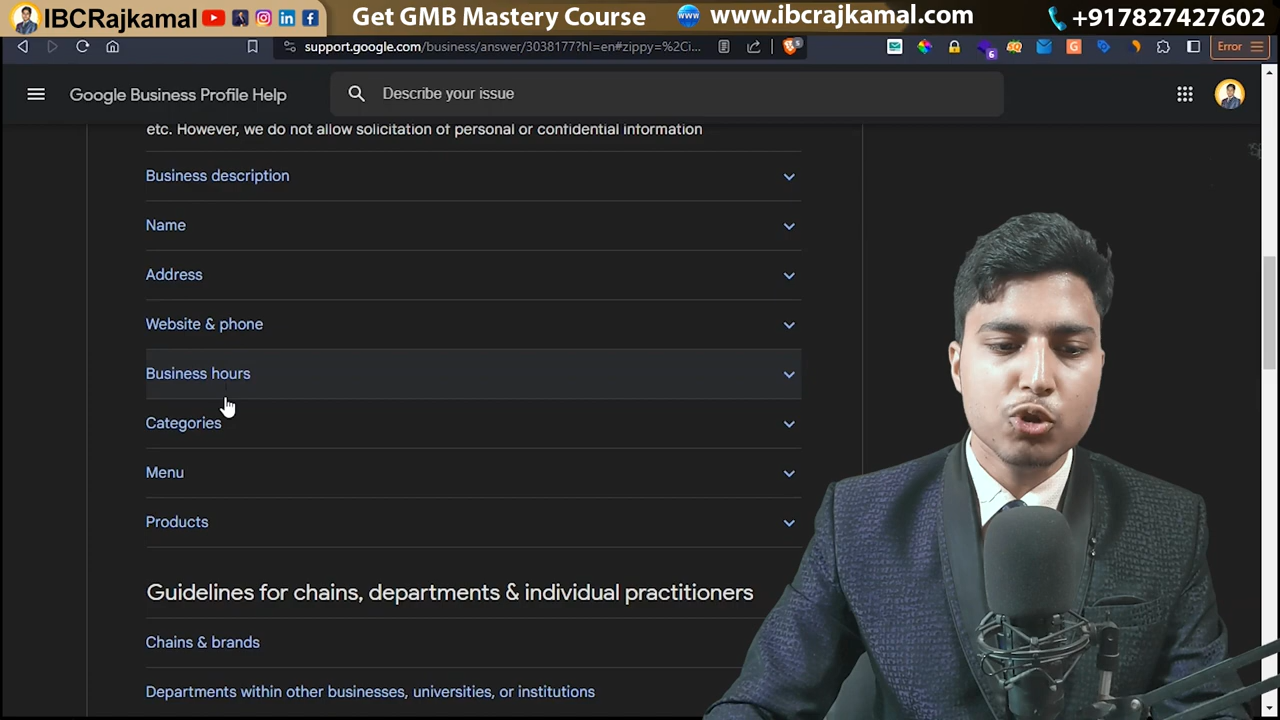 IBCRajkamal
Get GMB Mastery Course
www.ibcrajkamal.com
+917827427602
support.google.com/business/answer/3038177?hl=en#zippy=%2Ci...
6
Error
Google Business Profile Help
Describe your issue
etc. However, we do not allow solicitation of personal or confidential information
Business description
Name
Address
Website & phone
Business hours
Categories
Menu
Products
Guidelines for chains, departments & individual practitioners
Chains & brands
Departments within other businesses, universities, or institutions